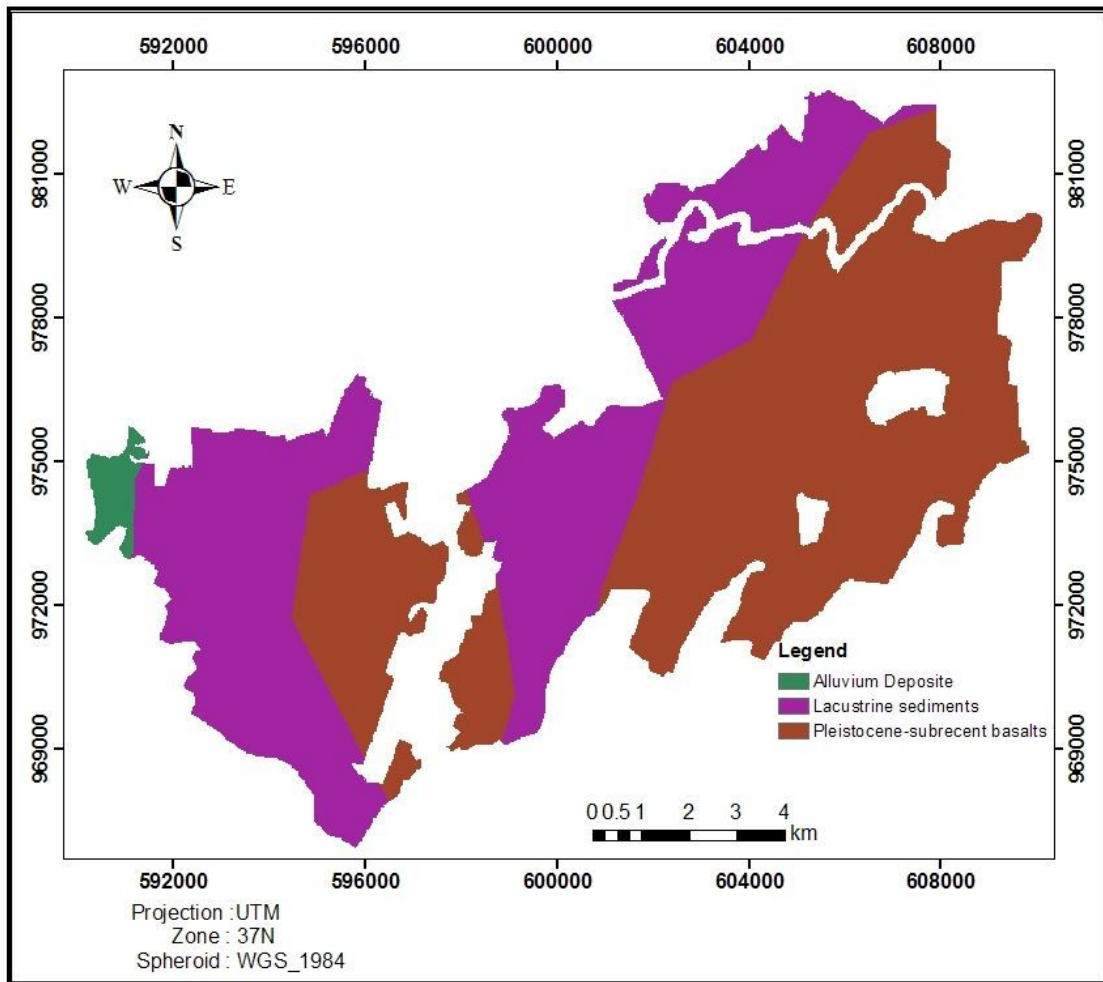 592000 596000 600000 604000 608000
N
W E
S
981000 981000
978000 978000
975000 975000
972000 972000
969000 969000
Legend
Alluvium Deposite
Lacustrine sediments
Pleistocene-subrecent basalts
0 0.5 1 2 3 4
km
592000 596000 600000 604000 608000
Projection :UTM
Zone : 37N
Spheroid : WGS_1984